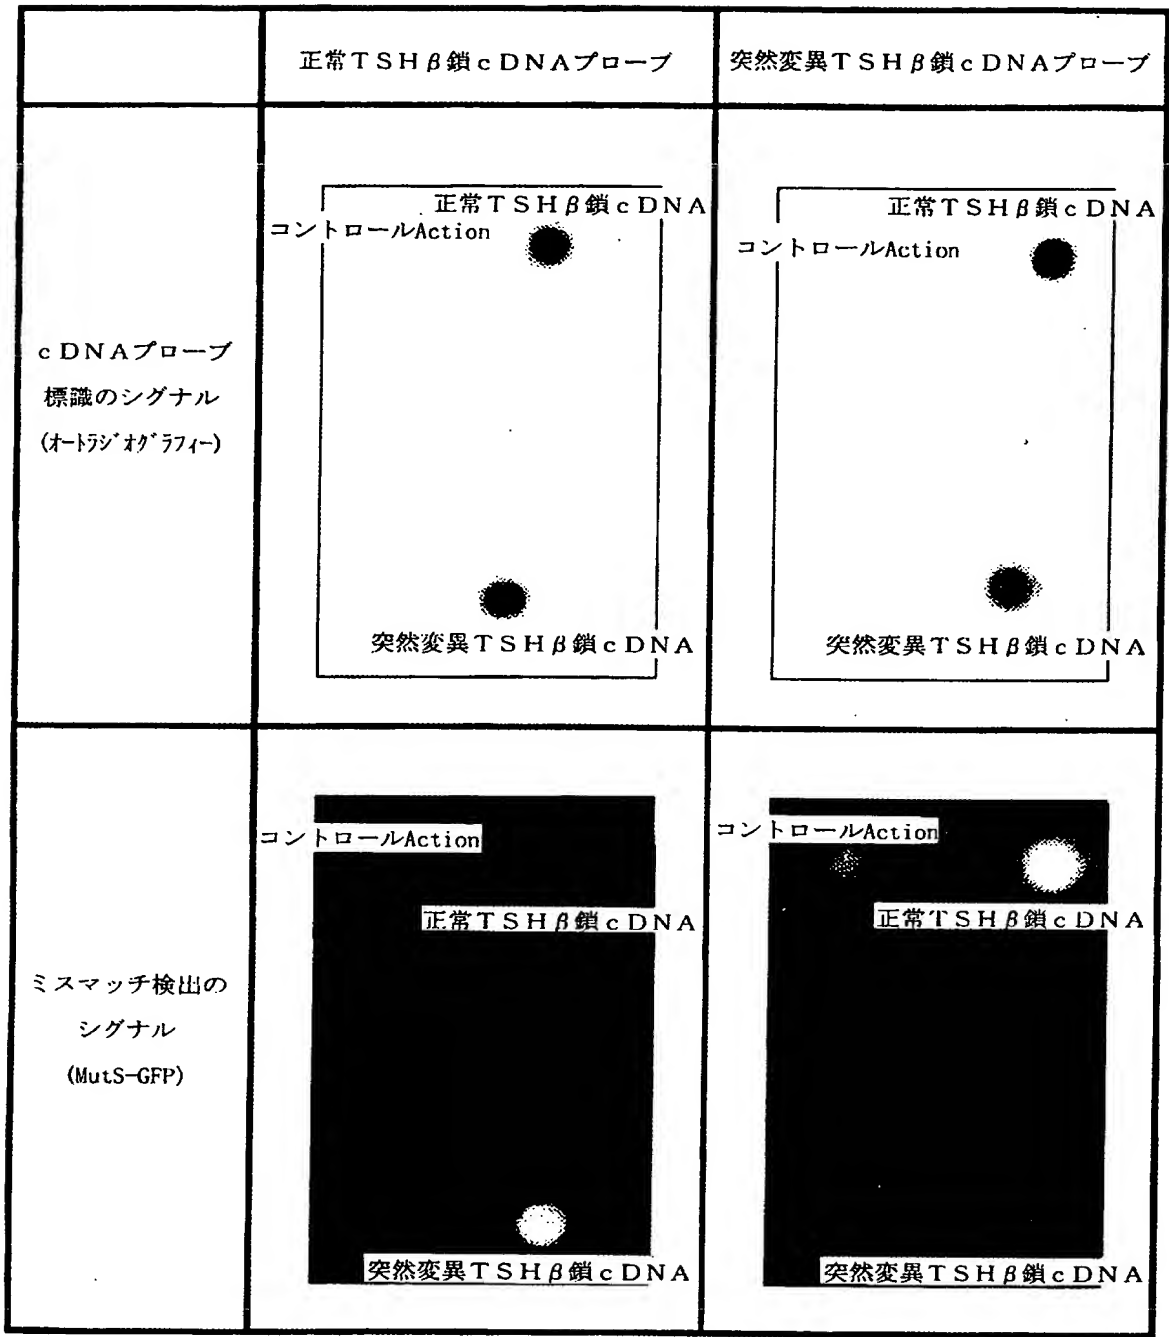 正常TSHβ鎖cDNAプローブ
突然変異TSHβ鎖cDNAプローブ
cDNAプローブ
標識のシグナル
(オートラジオグラフィー)
正常TSHβ鎖cDNA
コントロールAction
突然変異TSHβ鎖cDNA
正常TSHβ鎖cDNA
コントロールAction
突然変異TSHβ鎖cDNA
ミスマッチ検出の
シグナル
(MutS-GFP)
コントロールAction
正常TSHβ鎖cDNA
突然変異TSHβ鎖cDNA
コントロールAction
正常TSHβ鎖cDNA
突然変異TSHβ鎖cDNA